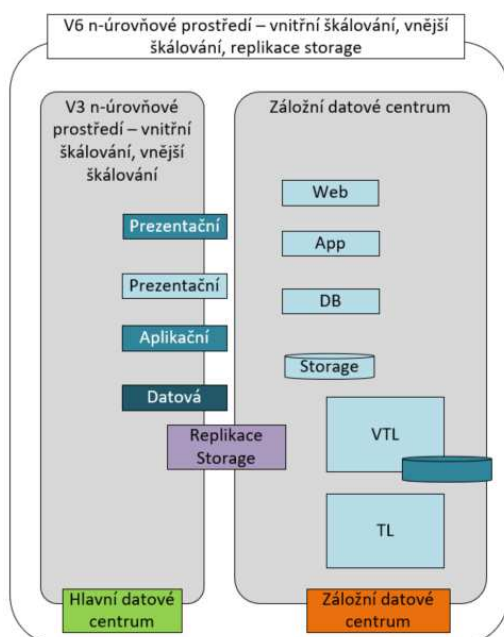 V6 n-úrovňové prostředí – vnitřní škálování, vnější
škálování, replikace storage
V3 n-úrovňové
prostředí – vnitřní
škálování, vnější
škálování
Prezentační
Prezentační
Aplikační
Datová
Replikace
Storage
Hlavní datové
centrum
Záložní datové centrum
Web
App
DB
Storage
VTL
TL
Záložní datové
centrum